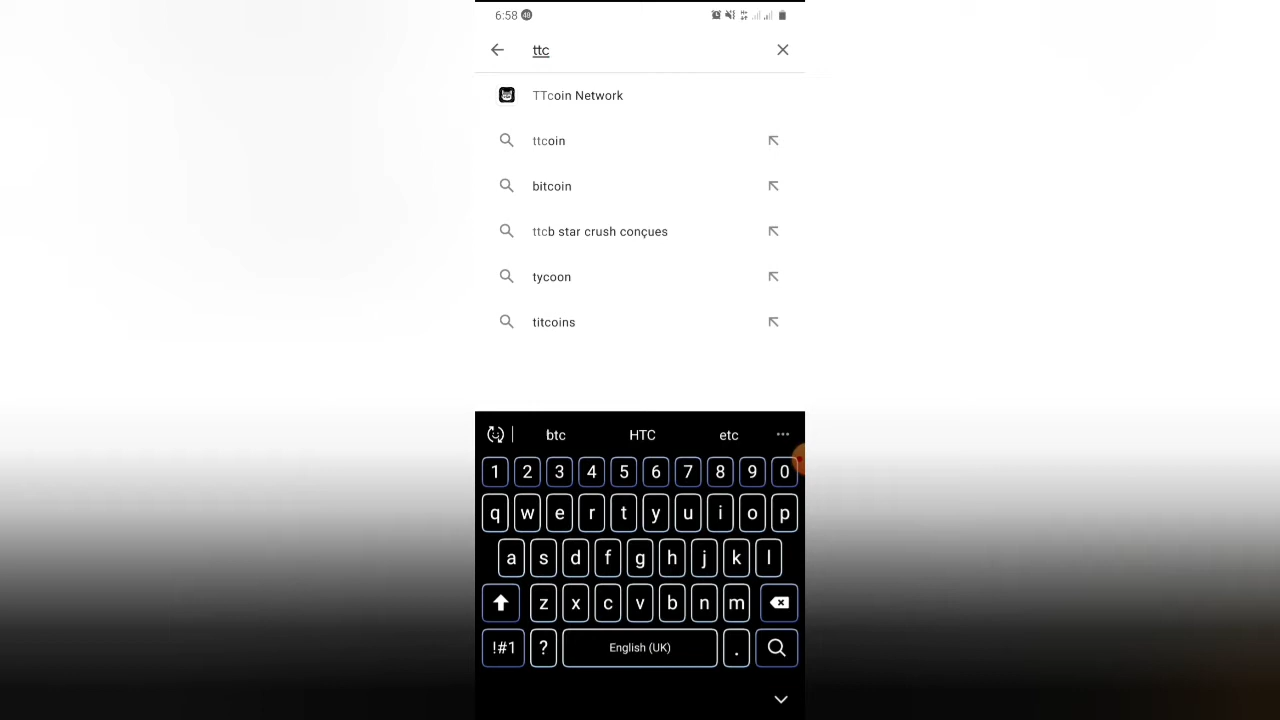 6:58 40
ttc
TTcoin Network
ttcoin
bitcoin
ttcb star crush conçues
tycoon
titcoins
btc HTC etc
1 2 3 4 5 6 7 8 9 0
q w e r t y u i o p
a s d f g h j k l
z x c v b n m
!#1 ? English (UK) .